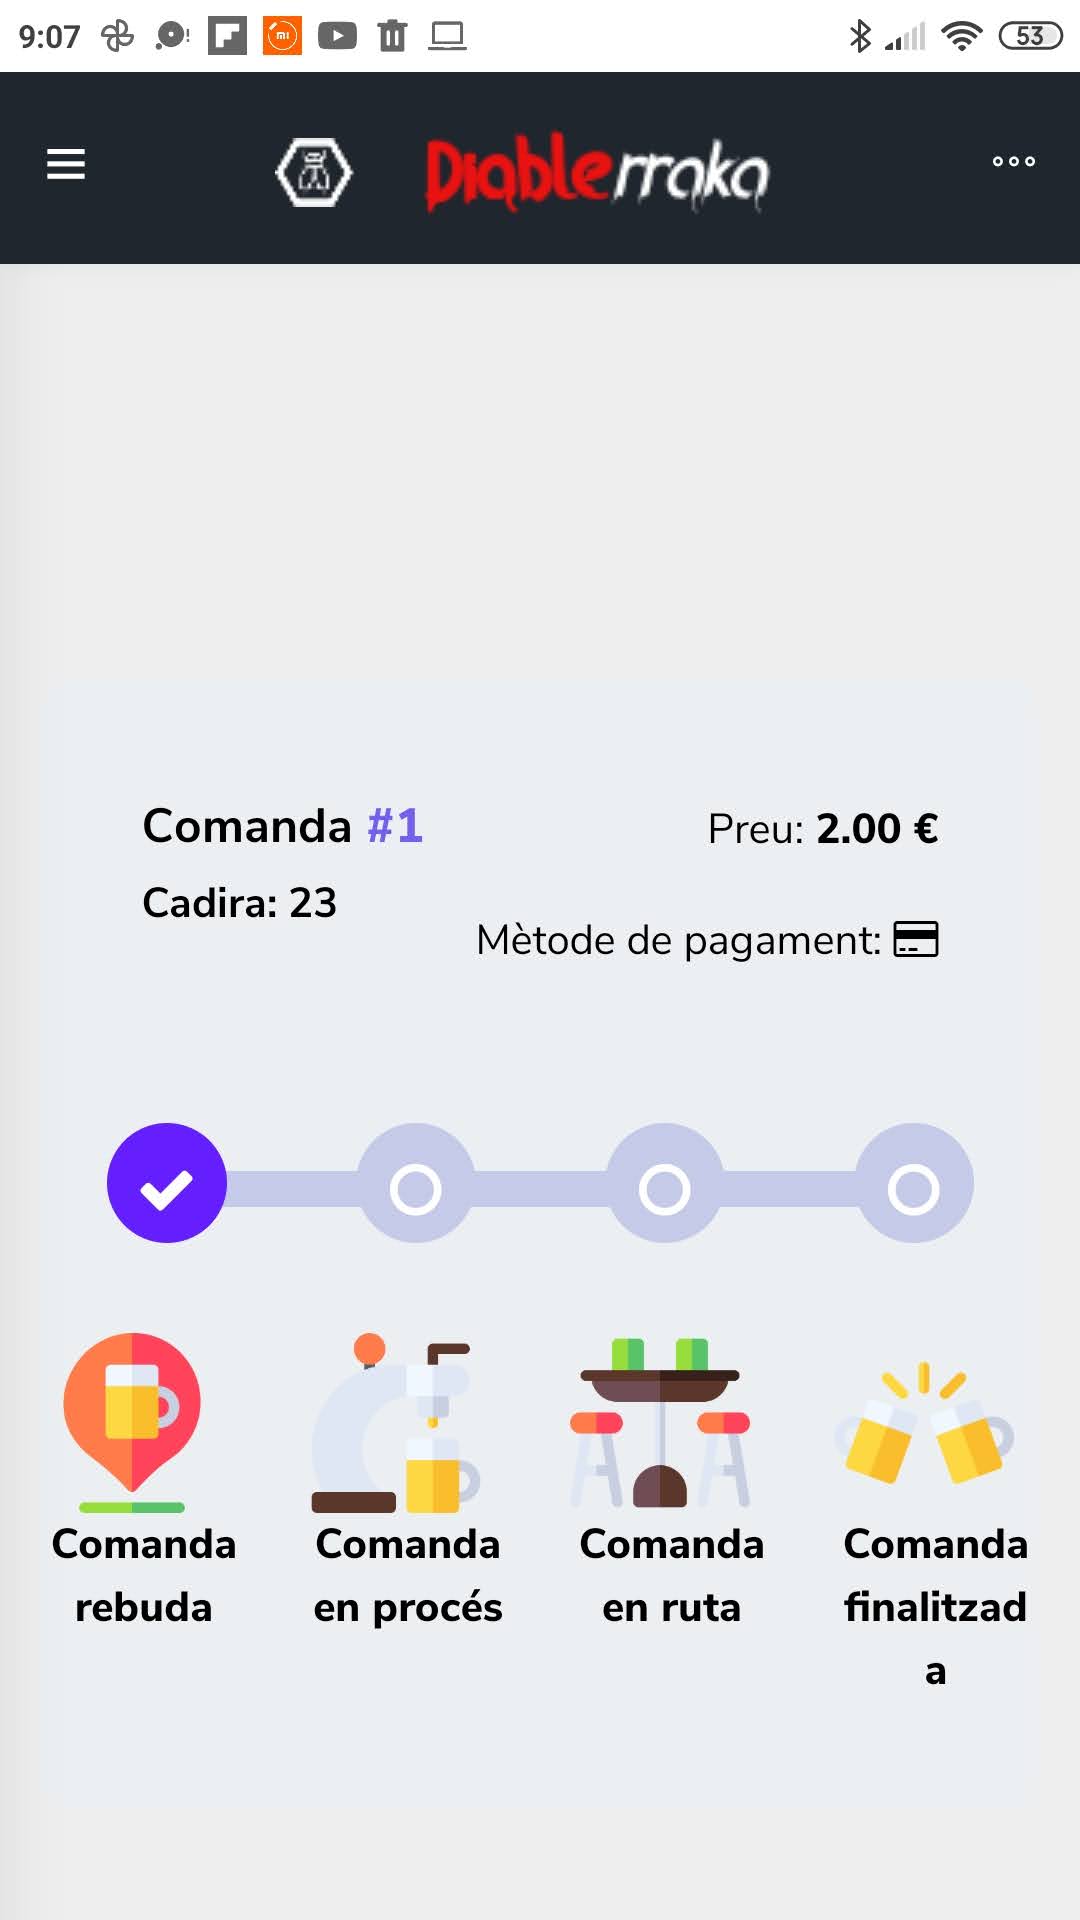 9:07
53
Diablerraka
Comanda #1
Preu: 2.00 €
Cadira: 23
Mètode de pagament:
Comanda
rebuda
Comanda
en procés
Comanda
en ruta
Comanda
finalitzad
a